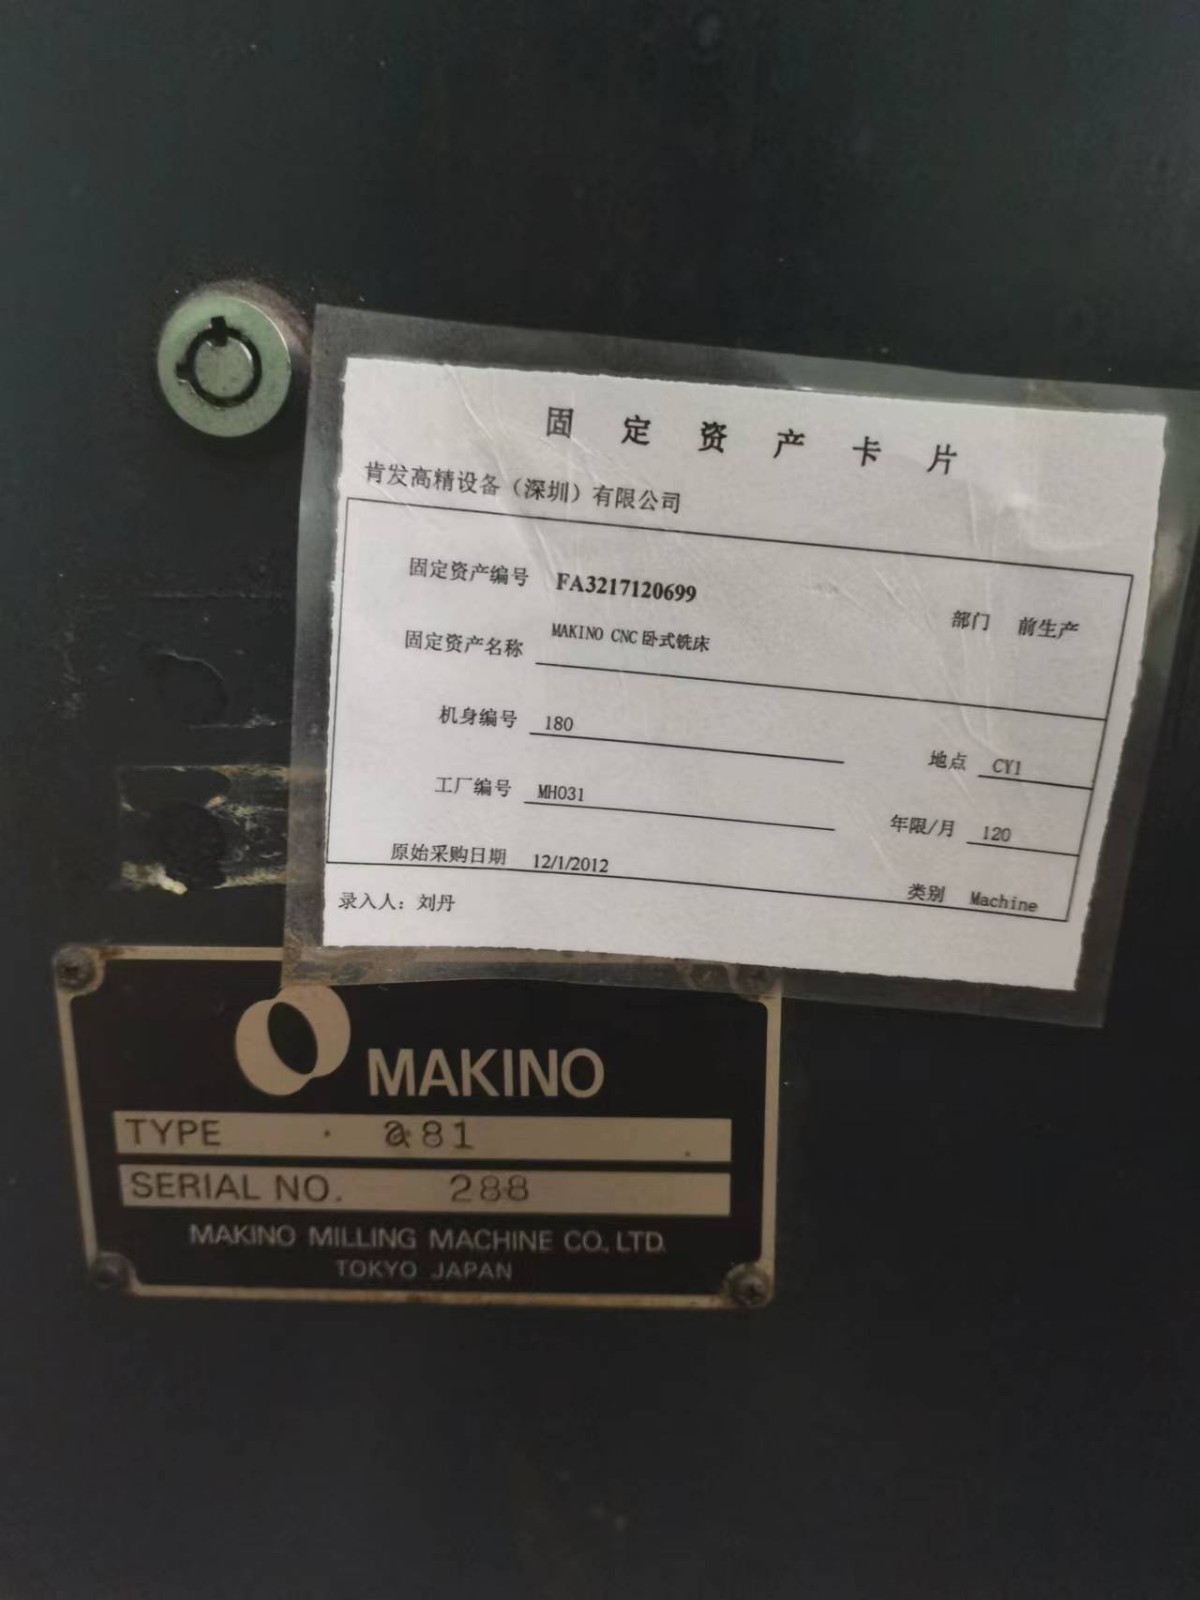 固定资产卡片
肯发高精设备（深圳）有限公司
固定资产编号 FA3217120699 部门 前生产
固定资产名称 MAKINO CNC 卧式铣床
机身编号 180 地点 CY1
工厂编号 MH031 年限/月 120
原始采购日期 12/1/2012 类别 Machine
录入人：刘丹
MAKINO
TYPE a81
SERIAL NO. 288
MAKINO MILLING MACHINE CO., LTD.
TOKYO JAPAN